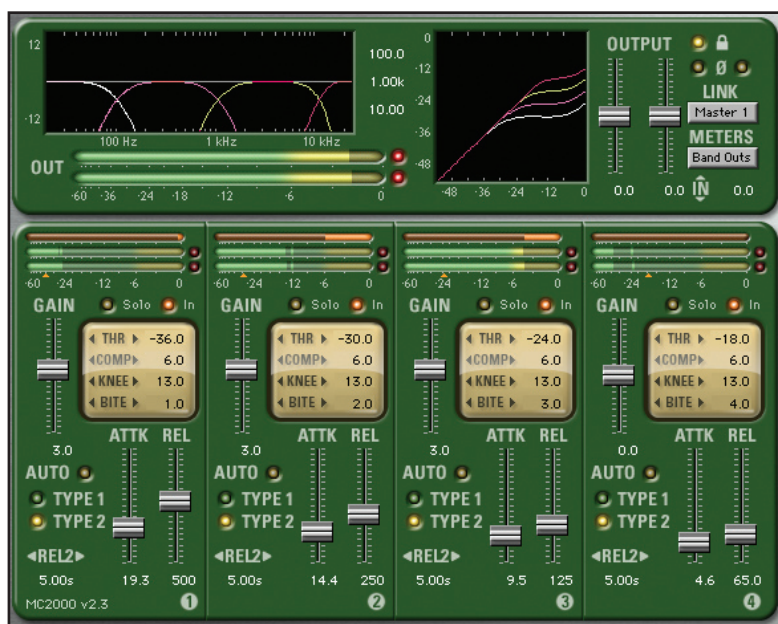 12
-12
100 Hz
1 kHz
10 kHz
100.0
1.00k
10.00
OUT
-60 -36 -24 -18 -12 -6 0
0
-12
-24
-36
-48
-48 -36 -24 -12 0
OUTPUT
Ø
LINK
Master 1
METERS
Band Outs
0.0 0.0 IN 0.0
-60 -24 -12 -6 0
GAIN Solo In
THR -36.0
COMP 6.0
KNEE 13.0
BITE 1.0
3.0
ATTK REL
AUTO
TYPE 1
TYPE 2
REL2
5.00s 19.3 500
MC2000 v2.3 1
-60 -24 -12 -6 0
GAIN Solo In
THR -30.0
COMP 6.0
KNEE 13.0
BITE 2.0
3.0
ATTK REL
AUTO
TYPE 1
TYPE 2
REL2
5.00s 14.4 250
2
-60 -24 -12 -6 0
GAIN Solo In
THR -24.0
COMP 6.0
KNEE 13.0
BITE 3.0
3.0
ATTK REL
AUTO
TYPE 1
TYPE 2
REL2
5.00s 9.5 125
3
-60 -24 -12 -6 0
GAIN Solo In
THR -18.0
COMP 6.0
KNEE 13.0
BITE 4.0
0.0
ATTK REL
AUTO
TYPE 1
TYPE 2
REL2
5.00s 4.6 65.0
4